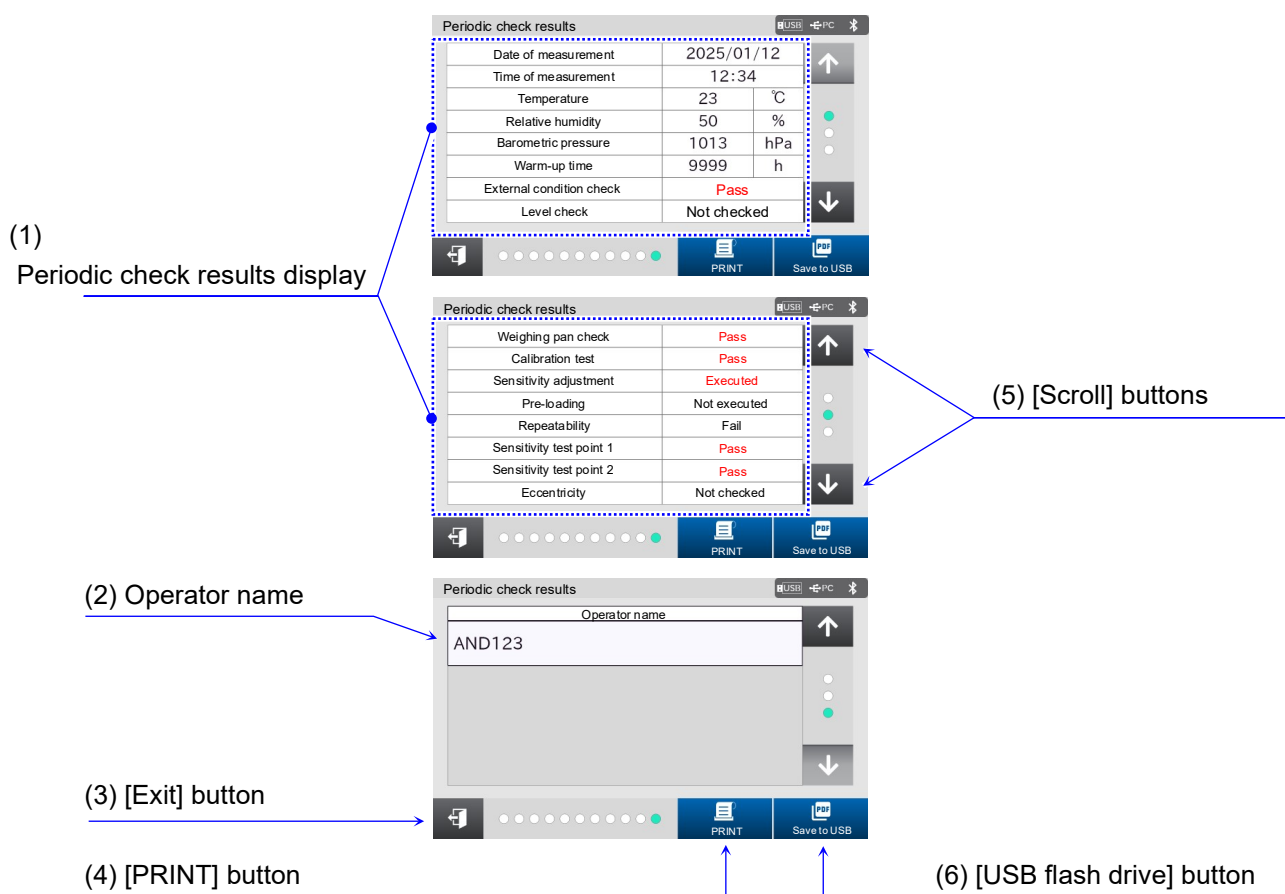 Periodic check results
USB PC
Date of measurement 2025/01/12
Time of measurement 12:34
Temperature 23 ℃
Relative humidity 50 %
Barometric pressure 1013 hPa
Warm-up time 9999 h
External condition check Pass
Level check Not checked
PRINT
PDF
Save to USB
(1)
Periodic check results display
Periodic check results
USB PC
Weighing pan check Pass
Calibration test Pass
Sensitivity adjustment Executed
Pre-loading Not executed
Repeatability Fail
Sensitivity test point 1 Pass
Sensitivity test point 2 Pass
Eccentricity Not checked
PRINT
PDF
Save to USB
(5) [Scroll] buttons
(2) Operator name
Periodic check results
USB PC
Operator name
AND123
(3) [Exit] button
PRINT
PDF
Save to USB
(4) [PRINT] button
(6) [USB flash drive] button